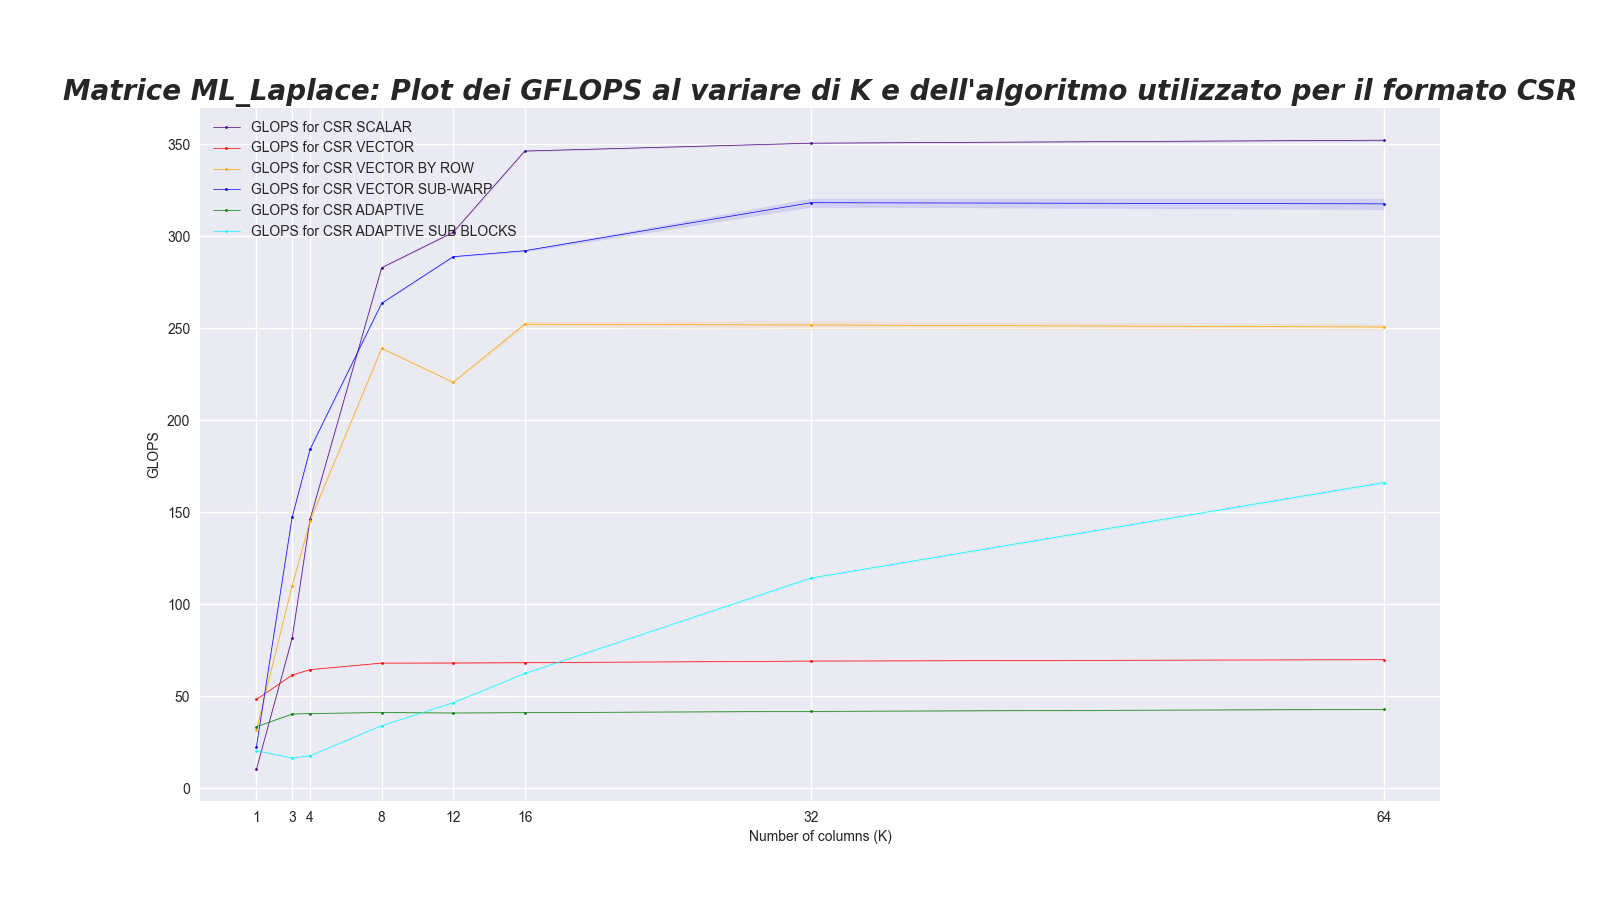 Matrice ML_Laplace: Plot dei GFLOPS al variare di K e dell'algoritmo utilizzato per il formato CSR
GLOPS for CSR SCALAR
GLOPS for CSR VECTOR
GLOPS for CSR VECTOR BY ROW
GLOPS for CSR VECTOR SUB-WARP
GLOPS for CSR ADAPTIVE
GLOPS for CSR ADAPTIVE SUB BLOCKS
350
300
250
200
150
100
50
0
GLOPS
1 3 4 8 12 16 32 64
Number of columns (K)